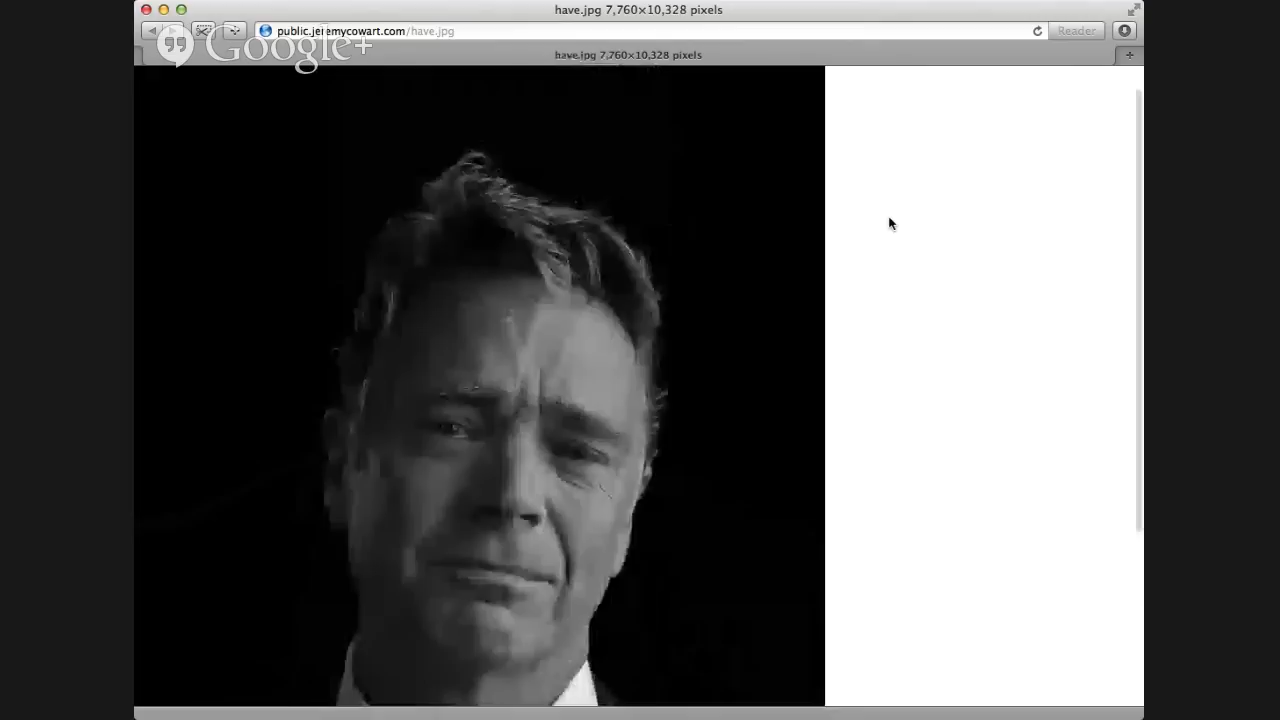 have.jpg 7,760×10,328 pixels
public.jeremycowart.com/have.jpg
Reader
Google+
have.jpg 7,760×10,328 pixels